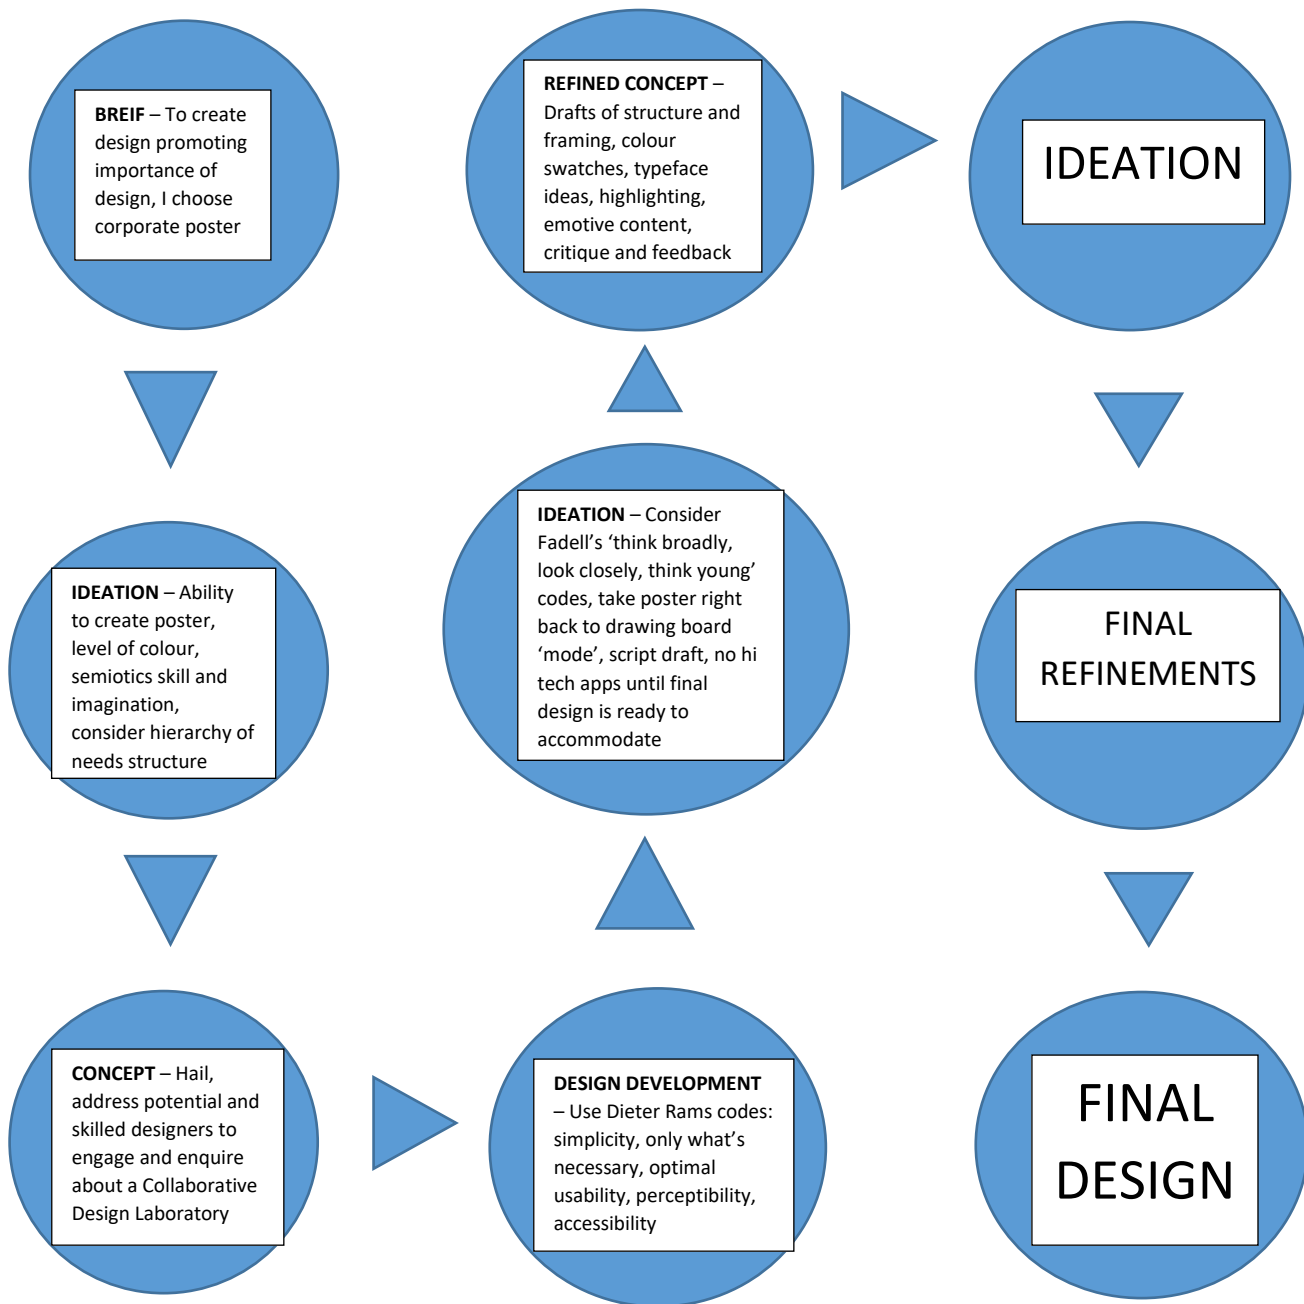 BREIF – To create
design promoting
importance of
design, I choose
corporate poster
IDEATION – Ability
to create poster,
level of colour,
semiotics skill and
imagination,
consider hierarchy of
needs structure
CONCEPT – Hail,
address potential and
skilled designers to
engage and enquire
about a Collaborative
Design Laboratory
DESIGN DEVELOPMENT
– Use Dieter Rams codes:
simplicity, only what’s
necessary, optimal
usability, perceptibility,
accessibility
IDEATION – Consider
Fadell’s ‘think broadly,
look closely, think young’
codes, take poster right
back to drawing board
‘mode’, script draft, no hi
tech apps until final
design is ready to
accommodate
REFINED CONCEPT –
Drafts of structure and
framing, colour
swatches, typeface
ideas, highlighting,
emotive content,
critique and feedback
IDEATION
FINAL
REFINEMENTS
FINAL
DESIGN